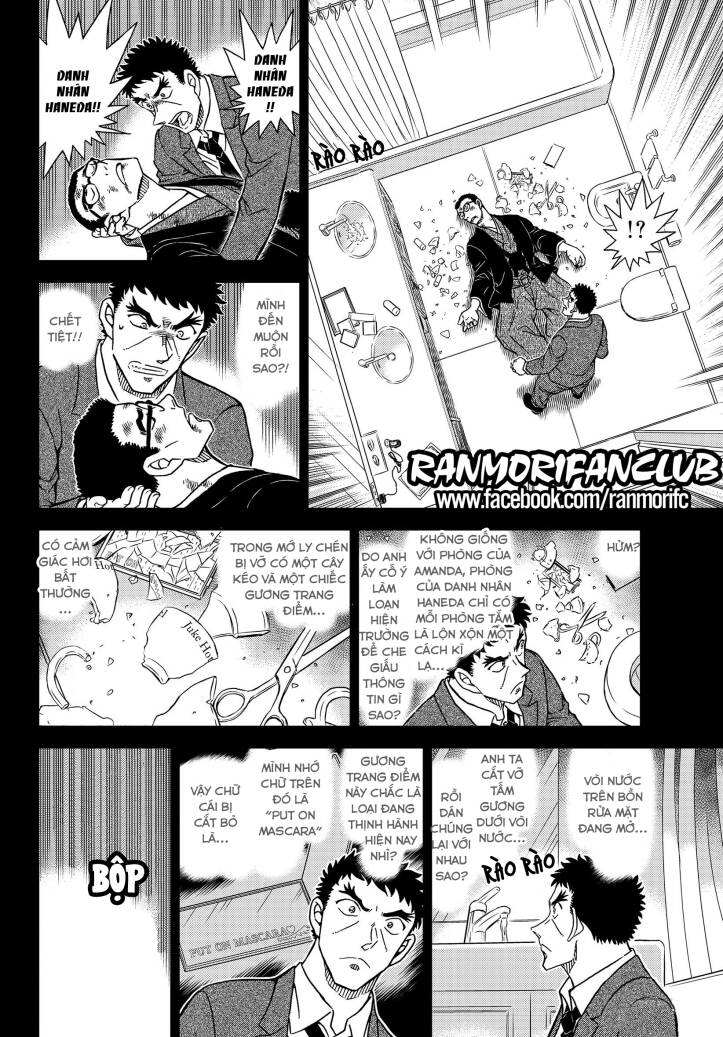 !?
RÀO RÀO
DANH
NHÂN
HANEDA
!!
DANH
NHÂN
HANEDA!!
MÌNH
ĐẾN
MUỘN
RỒI
SAO?!
CHẾT
TIỆT!!
RANMORIFANCLUB
www.facebook.com/ranmorifc
HỬM?
KHÔNG GIỐNG
VỚI PHÒNG CỦA
AMANDA, PHÒNG
CỦA DANH NHÂN
HANEDA CHỈ CÓ
MỖI PHÒNG TẮM
LÀ LỘN XỘN MỘT
CÁCH KÌ
LẠ...
DO ANH
ẤY CỐ Ý
LÀM
LOẠN HIỆN
TRƯỜNG
ĐỂ CHE
GIẤU
THÔNG
TIN GÌ
SAO?
TRONG MỚ LY CHÉN
BỊ VỠ CÓ MỘT CÂY
KÉO VÃ MỘT CHIẾC
GƯƠNG TRANG
ĐIỂM...
CÓ CẢM
GIÁC HƠI
BẤT
THƯỜNG
...
Ho
Juke Hot
VỚI NƯỚC
TRÊN BỒN
RỬA MẶT
ĐANG MỞ...
ANH TA
CẮT VỠ
TẤM
GƯƠNG
DƯỚI VỚI
NƯỚC...
RỒI
DÁN
CHÚNG
LẠI VỚI
NHAU
SAO?
RÀO RÀO
GƯƠNG
TRANG ĐIỂM
NÀY CHẮC LÀ
LOẠI ĐANG
THỊNH HÀNH
HIỆN NAY
NHỈ?
MÌNH NHỚ
CHỮ TRÊN
ĐÓ LÀ
"PUT ON
MASCARA"
VẬY CHỮ
CÁI BỊ
CẮT BỎ
LÀ...
PUT ON MASCARA
BỘP